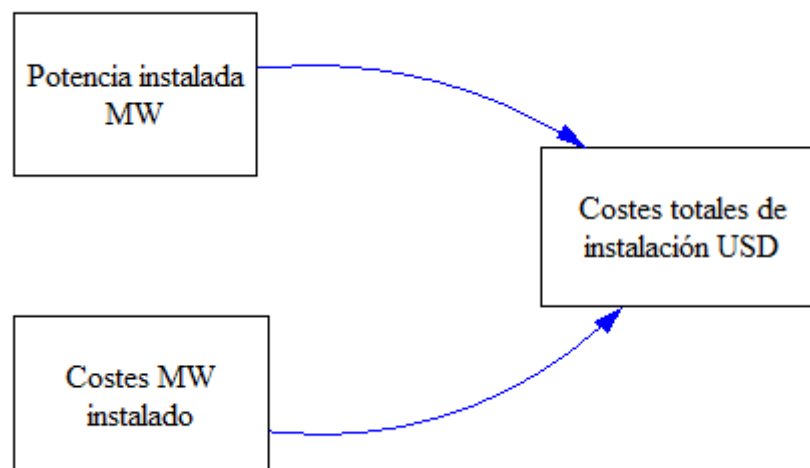 Potencia instalada
MW
Costes totales de
instalación USD
Costes MW
instalado